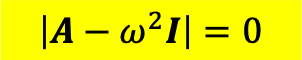 |A − ω²I| = 0